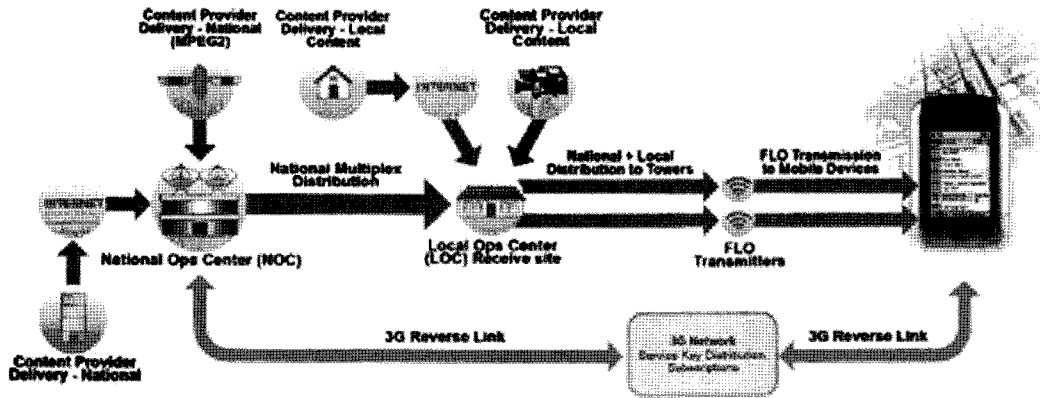 Content Provider
Delivery - National
(MPEG2)
Content Provider
Delivery - Local
Content
Content Provider
Delivery - Local
Content
INTERNET
National Multiplex
Distribution
National + Local
Distribution to Towers
FLO Transmission
to Mobile Devices
INTERNET
National Ops Center (NOC)
Local Ops Center
(LOC) Receive site
FLO
Transmitters
Content Provider
Delivery - National
3G Reverse Link
3G Network
Service Key Distribution
Subscriptions
3G Reverse Link